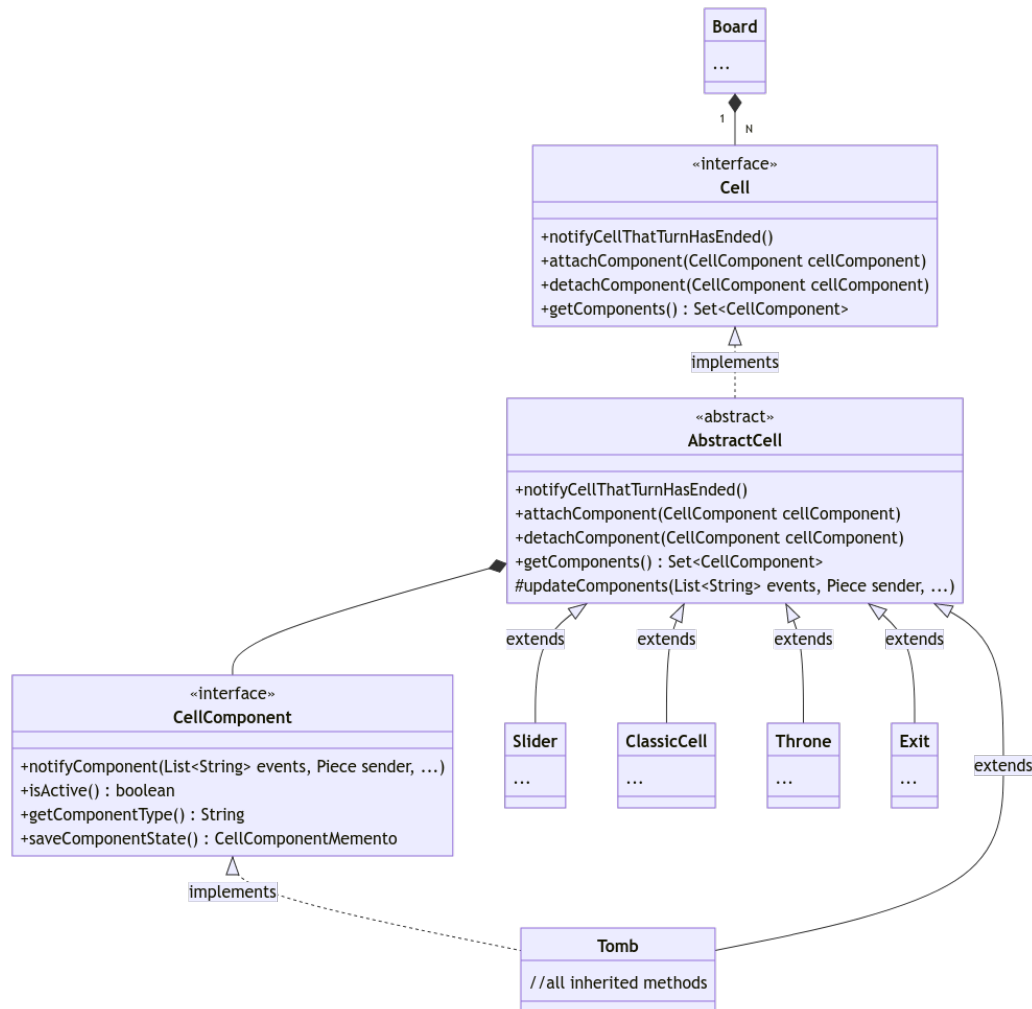 Board
...
1
N
«interface»
Cell
+notifyCellThatTurnHasEnded()
+attachComponent(CellComponent cellComponent)
+detachComponent(CellComponent cellComponent)
+getComponents() : Set<CellComponent>
implements
«abstract»
AbstractCell
+notifyCellThatTurnHasEnded()
+attachComponent(CellComponent cellComponent)
+detachComponent(CellComponent cellComponent)
+getComponents() : Set<CellComponent>
#updateComponents(List<String> events, Piece sender, ...)
extends
extends
extends
extends
«interface»
CellComponent
+notifyComponent(List<String> events, Piece sender, ...)
+isActive() : boolean
+getComponentType() : String
+saveComponentState() : CellComponentMemento
Slider
...
ClassicCell
...
Throne
...
Exit
...
extends
implements
Tomb
//all inherited methods